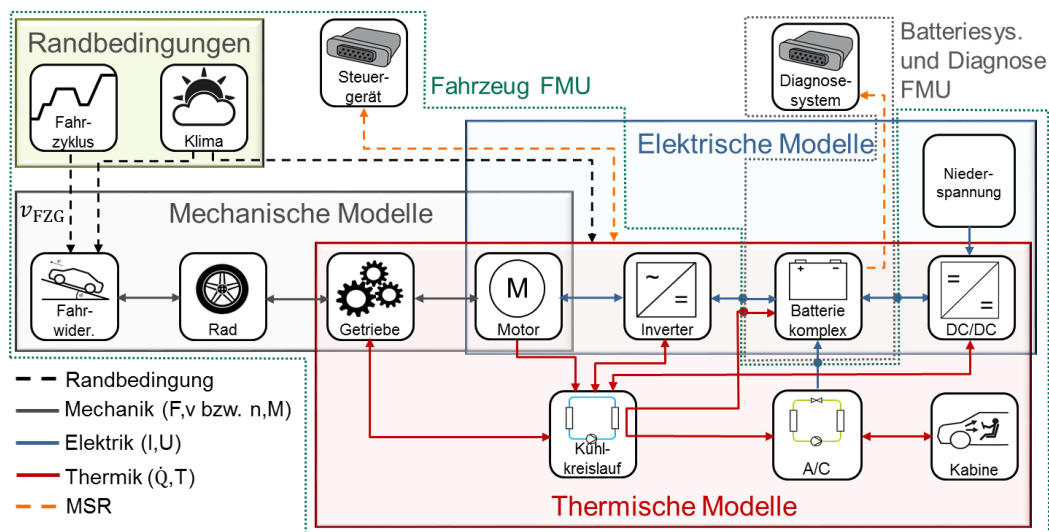 Randbedingungen
Fahr-
zyklus
Klima
Steuer-
gerät
Fahrzeug FMU
Diagnose-
system
Batteriesys.
und Diagnose
FMU
Elektrische Modelle
Nieder-
spannung
Mechanische Modelle
v FZG
Fahr-
wider.
Rad
Getriebe
M
Motor
~
=
Inverter
+ −
Batterie
komplex
=
=
DC/DC
Randbedingung
Mechanik (F,v bzw. n,M)
Elektrik (I,U)
Thermik (Q̇,T)
MSR
Kühl-
kreislauf
A/C
Kabine
Thermische Modelle